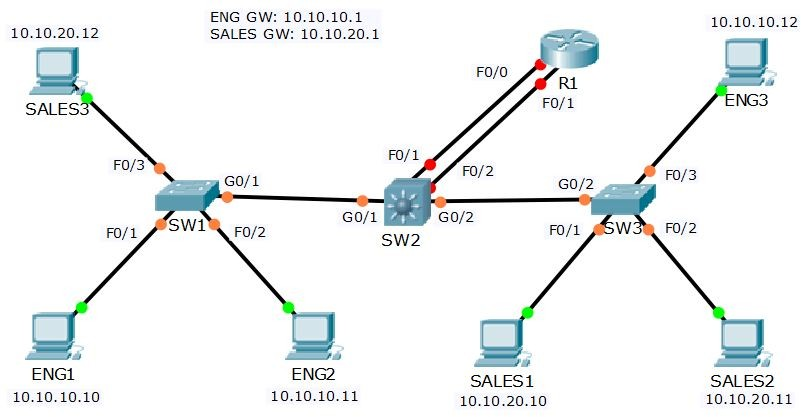 ENG GW: 10.10.10.1
SALES GW: 10.10.20.1
10.10.20.12
SALES3
10.10.10.12
ENG3
R1
F0/0
F0/1
F0/1
F0/2
F0/3
G0/1
SW1
F0/1
F0/2
G0/1
G0/2
SW2
G0/2
F0/3
SW3
F0/1
F0/2
ENG1
10.10.10.10
ENG2
10.10.10.11
SALES1
10.10.20.10
SALES2
10.10.20.11